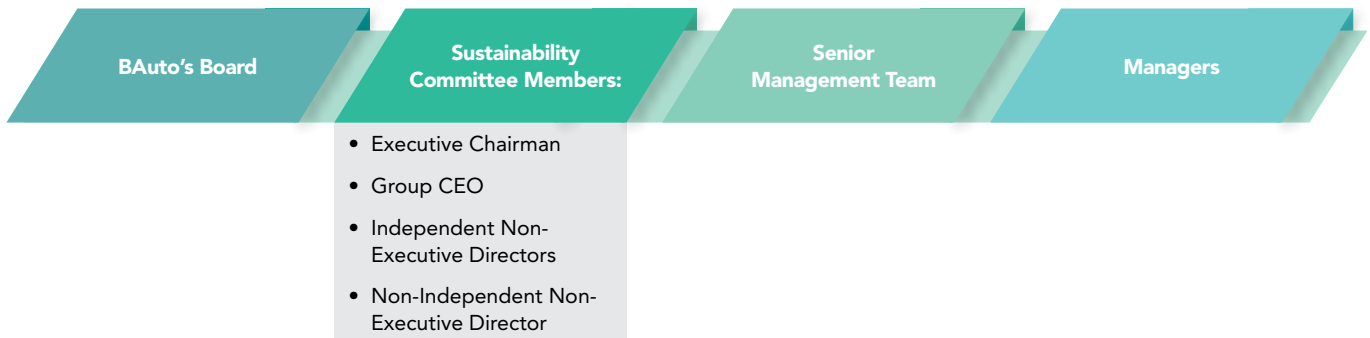 BAuto's Board
Sustainability
Committee Members:
Senior
Management Team
Managers
• Executive Chairman
• Group CEO
• Independent Non-
Executive Directors
• Non-Independent Non-
Executive Director